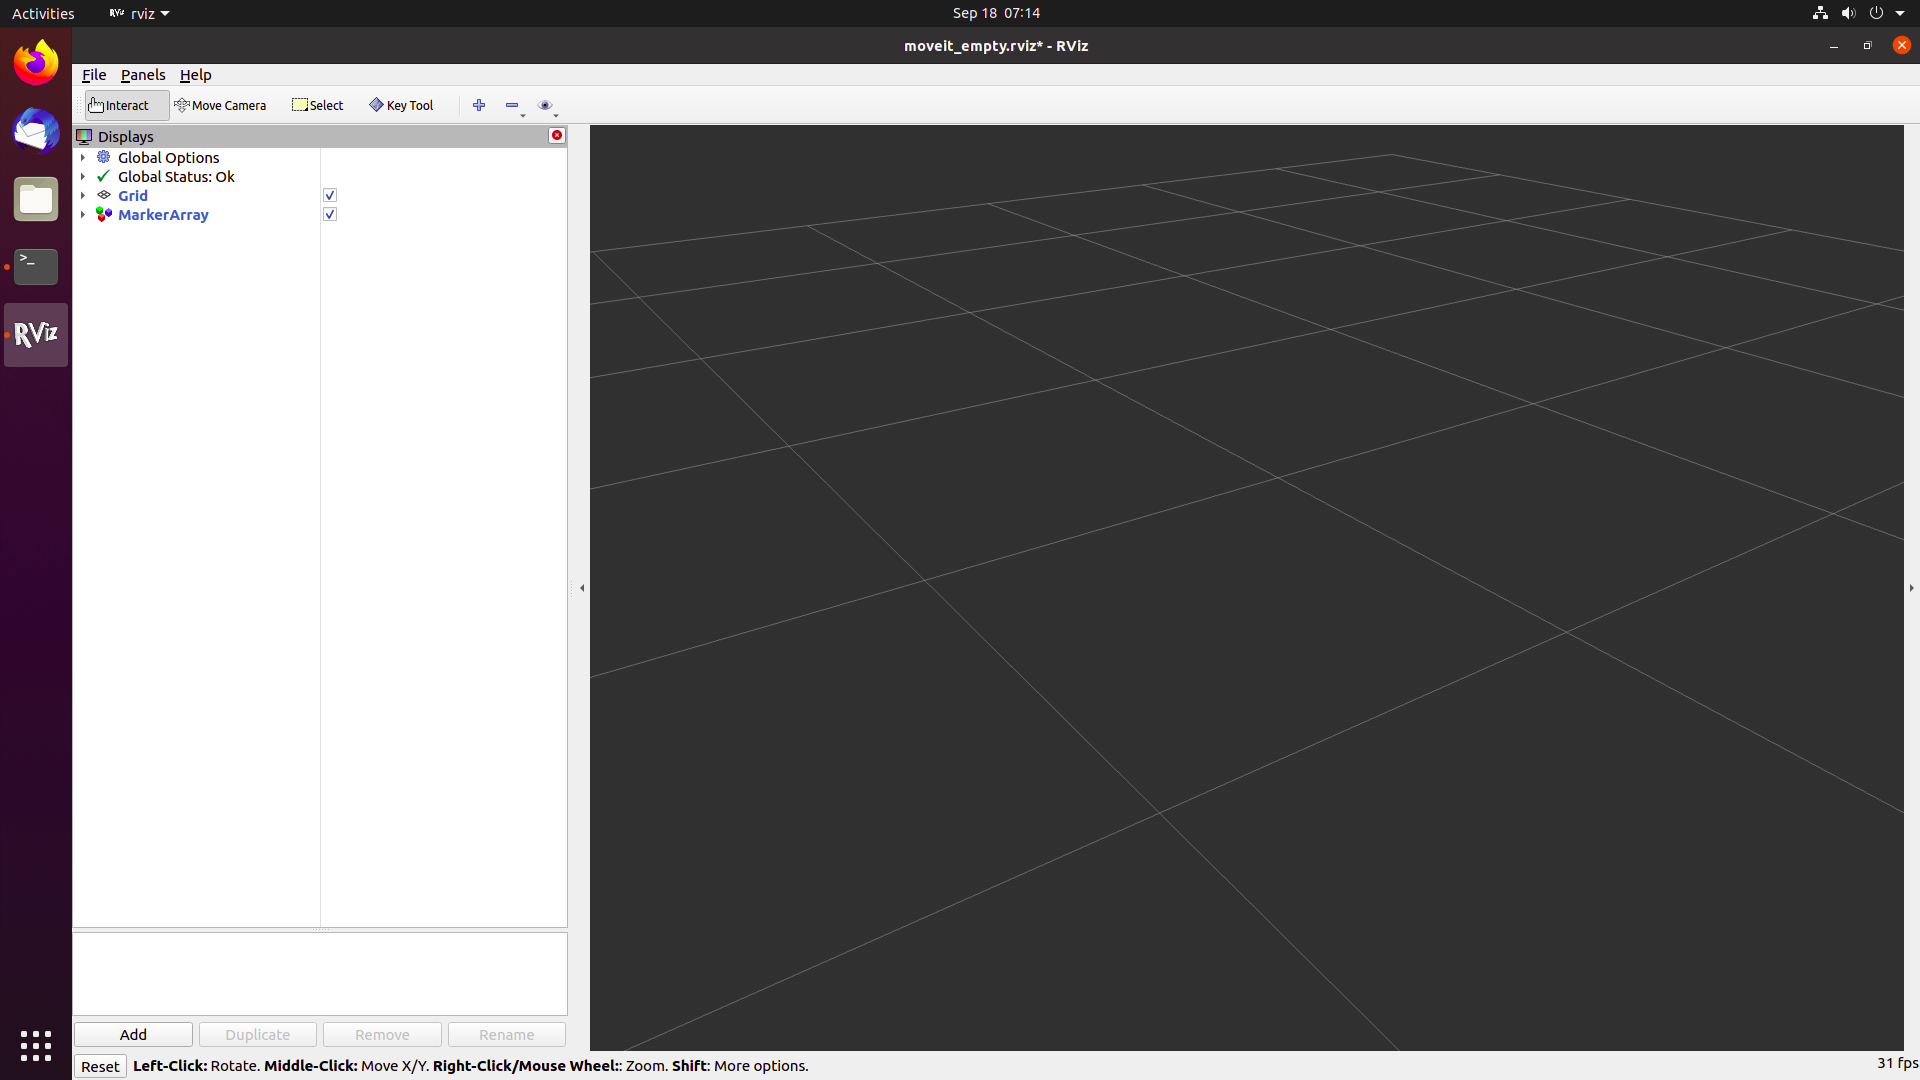 Activities
RViz rviz
Sep 18 07:14
moveit_empty.rviz* - RViz
File Panels Help
Interact Move Camera Select Key Tool
Displays
Global Options
Global Status: Ok
Grid
MarkerArray
>_
RViz
Add Duplicate Remove Rename
Reset Left-Click: Rotate. Middle-Click: Move X/Y. Right-Click/Mouse Wheel:: Zoom. Shift: More options.
31 fps